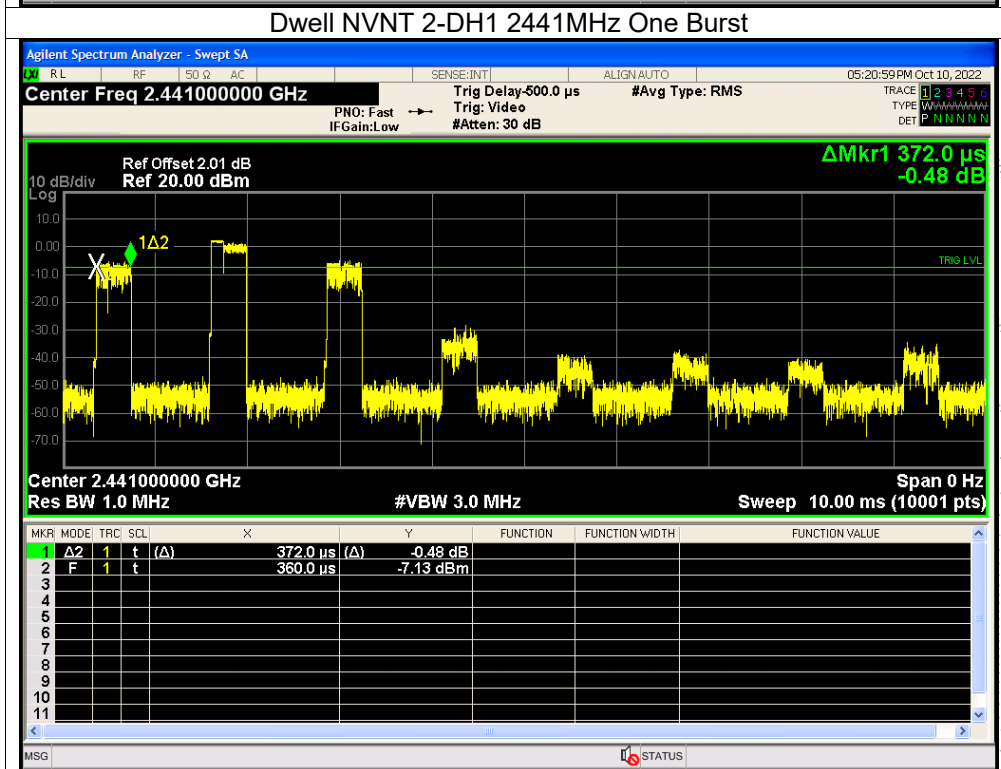 Dwell NVNT 2-DH1 2441MHz One Burst
Agilent Spectrum Analyzer - Swept SA
LXI RL RF 50 Ω AC SENSE:INT ALIGN AUTO 05:20:59 PM Oct 10, 2022
Center Freq 2.441000000 GHz Trig Delay-500.0 µs #Avg Type: RMS TRACE 1 2 3 4 5 6
PNO: Fast Trig: Video TYPE WWWWWW
IFGain:Low #Atten: 30 dB DET P N N N N N
ΔMkr1 372.0 µs
-0.48 dB
Ref Offset 2.01 dB
10 dB/div Ref 20.00 dBm
Log
10.0
0.00
-10.0
-20.0
-30.0
-40.0
-50.0
-60.0
-70.0
1Δ2
X
TRIG LVL
Center 2.441000000 GHz Span 0 Hz
Res BW 1.0 MHz #VBW 3.0 MHz Sweep 10.00 ms (10001 pts)
MKR MODE TRC SCL X Y FUNCTION FUNCTION WIDTH FUNCTION VALUE
1 Δ2 1 t (Δ) 372.0 µs (Δ) -0.48 dB
2 F 1 t 360.0 µs -7.13 dBm
3
4
5
6
7
8
9
10
11
MSG STATUS